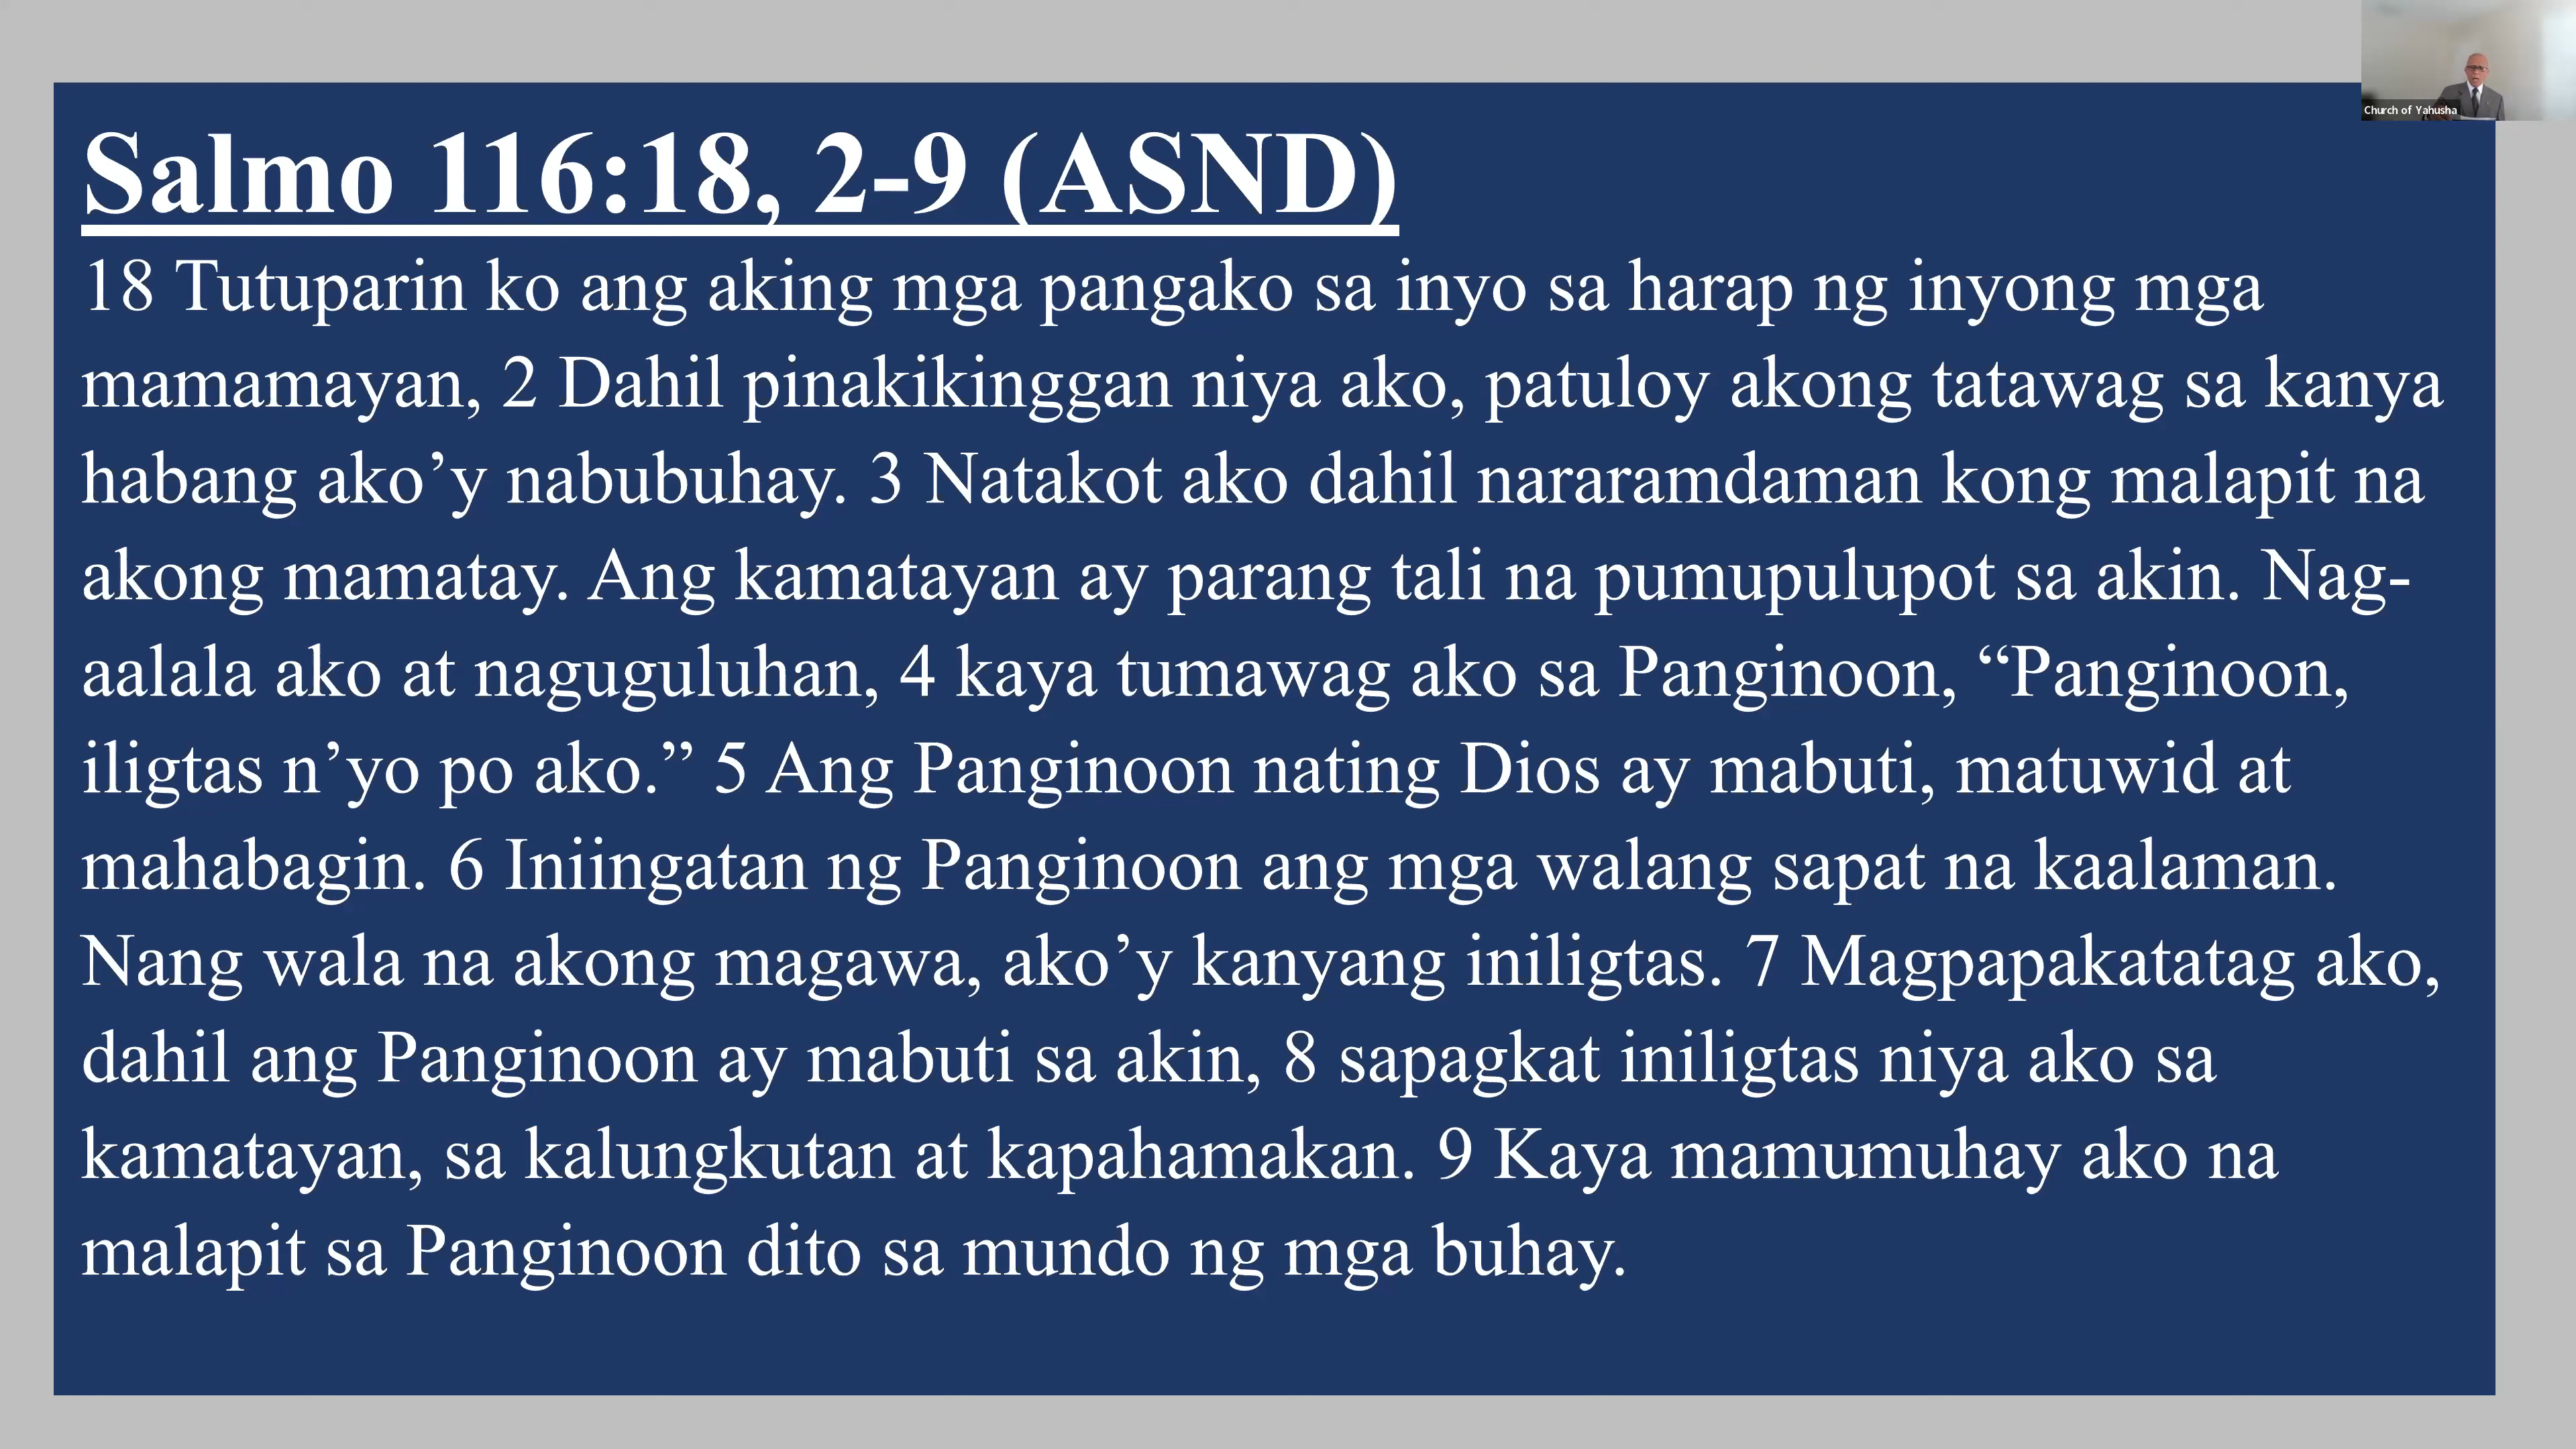 Church of Yahusha
Salmo 116:18, 2-9 (ASND)
18 Tutuparin ko ang aking mga pangako sa inyo sa harap ng inyong mga
mamamayan, 2 Dahil pinakikinggan niya ako, patuloy akong tatawag sa kanya
habang ako’y nabubuhay. 3 Natakot ako dahil nararamdaman kong malapit na
akong mamatay. Ang kamatayan ay parang tali na pumupulupot sa akin. Nag-
aalala ako at naguguluhan, 4 kaya tumawag ako sa Panginoon, “Panginoon,
iligtas n’yo po ako.” 5 Ang Panginoon nating Dios ay mabuti, matuwid at
mahabagin. 6 Iniingatan ng Panginoon ang mga walang sapat na kaalaman.
Nang wala na akong magawa, ako’y kanyang iniligtas. 7 Magpapakatatag ako,
dahil ang Panginoon ay mabuti sa akin, 8 sapagkat iniligtas niya ako sa
kamatayan, sa kalungkutan at kapahamakan. 9 Kaya mamumuhay ako na
malapit sa Panginoon dito sa mundo ng mga buhay.